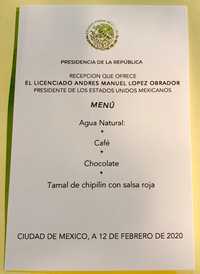 PRESIDENCIA DE LA REPÚBLICA
RECEPCION QUE OFRECE
EL LICENCIADO ANDRES MANUEL LOPEZ OBRADOR
PRESIDENTE DE LOS ESTADOS UNIDOS MEXICANOS
MENÚ
Agua Natural:
+
Café
+
Chocolate
+
Tamal de chipilin con salsa roja
CIUDAD DE MEXICO, A 12 DE FEBRERO DE 2020